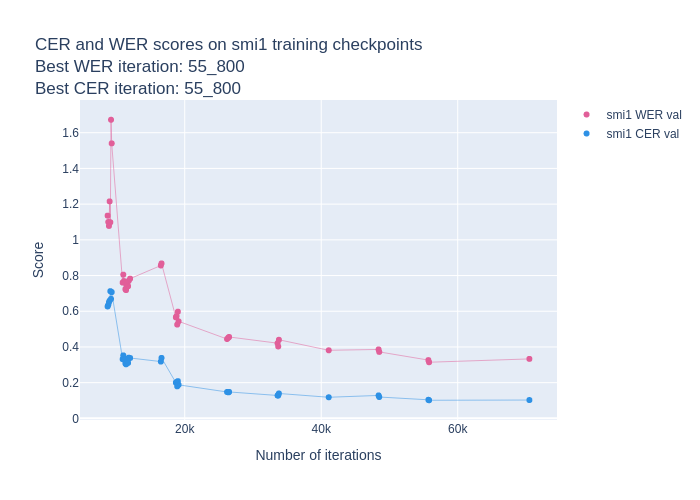 CER and WER scores on smi1 training checkpoints
Best WER iteration: 55_800
Best CER iteration: 55_800
smi1 WER val
smi1 CER val
1.6
1.4
1.2
1
0.8
0.6
0.4
0.2
0
Score
20k 40k 60k
Number of iterations